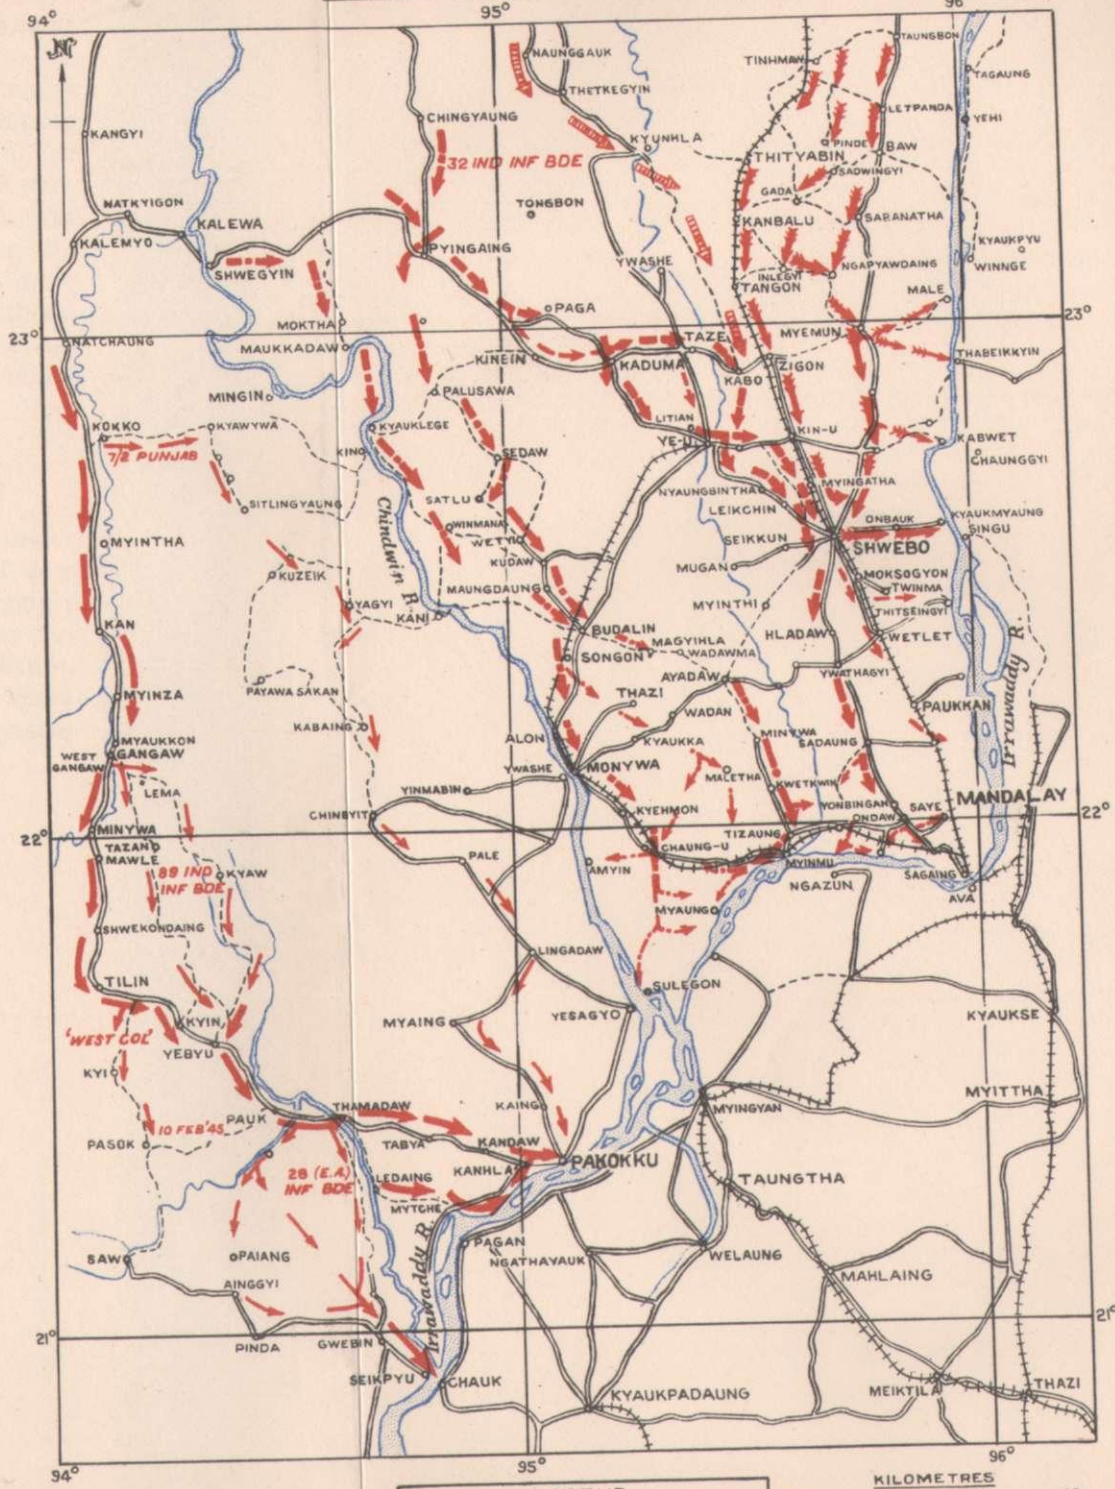 94°
95°
96
N
TAUNGBON
NAUNGGAUK
TINHMAW
TAGAUNG
THETKEGYIN
LETPANDA
YEHI
CHINGYAUNG
KANGYI
KYUNHLA
PINDE
BAW
THITYABIN
32 IND INF BDE
SADWINGYI
GADA
NATKYIGON
TONGBON
KANBALU
SABANATHA
KALEWA
KALEMYO
PYINGAING
KYAUKPYU
YWASHE
NGAPYAWDAING
WINNGE
SHWEGYIN
INLEGYI
TANGON
MALE
PAGA
23°
23°
MOKTHA
MYEMUN
NATCHAUNG
MAUKKADAW
KINEIN
TAZE
KADUMA
ZIGON
THABEIKKYIN
KABO
MINGIN
PALUSAWA
KOKKO
KYAWYWA
KYAUKLEGE
LITIAN
KIN-U
YE-U
KABWET
7/2 PUNJAB
KIN
SEDAW
CHAUNGGYI
MYINGATHA
SATLU
NYAUNGBINTHA
SITLINGYAUNG
LEIKCHIN
ONBAUK
KYAUKMYAUNG
Chindwin R.
WINMANA
SINGU
WETYI
SEIKKUN
SHWEBO
MYINTHA
KUDAW
MUGAN
KUZEIK
MOKSOGYON
MAUNGDAUNG
TWINMA
YAGYI
MYINTHI
THITSEINGYI
KANI
KAN
BUDALIN
HLADAW
WETLET
MAGYIHLA
SONGON
WADAWMA
Irrawaddy R.
AYADAW
YWATHAGYI
PAYAWA SAKAN
MYINZA
THAZI
PAUKKAN
WADAN
KABAING
MYAUKKON
ALON
KYAUKKA
MINYWA
SADAUNG
WEST
GANGAW
GANGAW
YWASHE
MONYWA
MALETHA
KWETKWIN
LEMA
YINMABIN
MANDALAY
KYEHMON
YONBINGAN
SAYE
CHINBYIT
22°
MINYWA
22°
TIZAUNG
ONDAW
TAZAND
MAWLE
CHAUNG-U
PALE
AMYIN
MYINMU
89 IND
INF BDE
KYAW
NGAZUN
SAGAING
AVA
MYAUNG
SHWEKONDAING
LINGADAW
TILIN
SULEGON
KYIN
MYAING
YESAGYO
KYAUKSE
'WEST COL'
YEBYU
KYI
MYITTHA
THAMADAW
KAING
MYINGYAN
PAUK
10 FEB'45
TABYA
KANDAW
PASOK
KANHLA
PAKOKKU
28 (E.A.)
INF BDE
LEDAING
TAUNGTHA
MYTCHE
PAGAN
SAW
PAIANG
NGATHAYAUK
WELAUNG
Irrawaddy R.
MAHLAING
AINGGYI
21°
21°
PINDA
GWEBIN
SEIKPYU
CHAUK
KYAUKPADAUNG
MEIKTILA
THAZI
94°
95°
96°
KILOMETRES